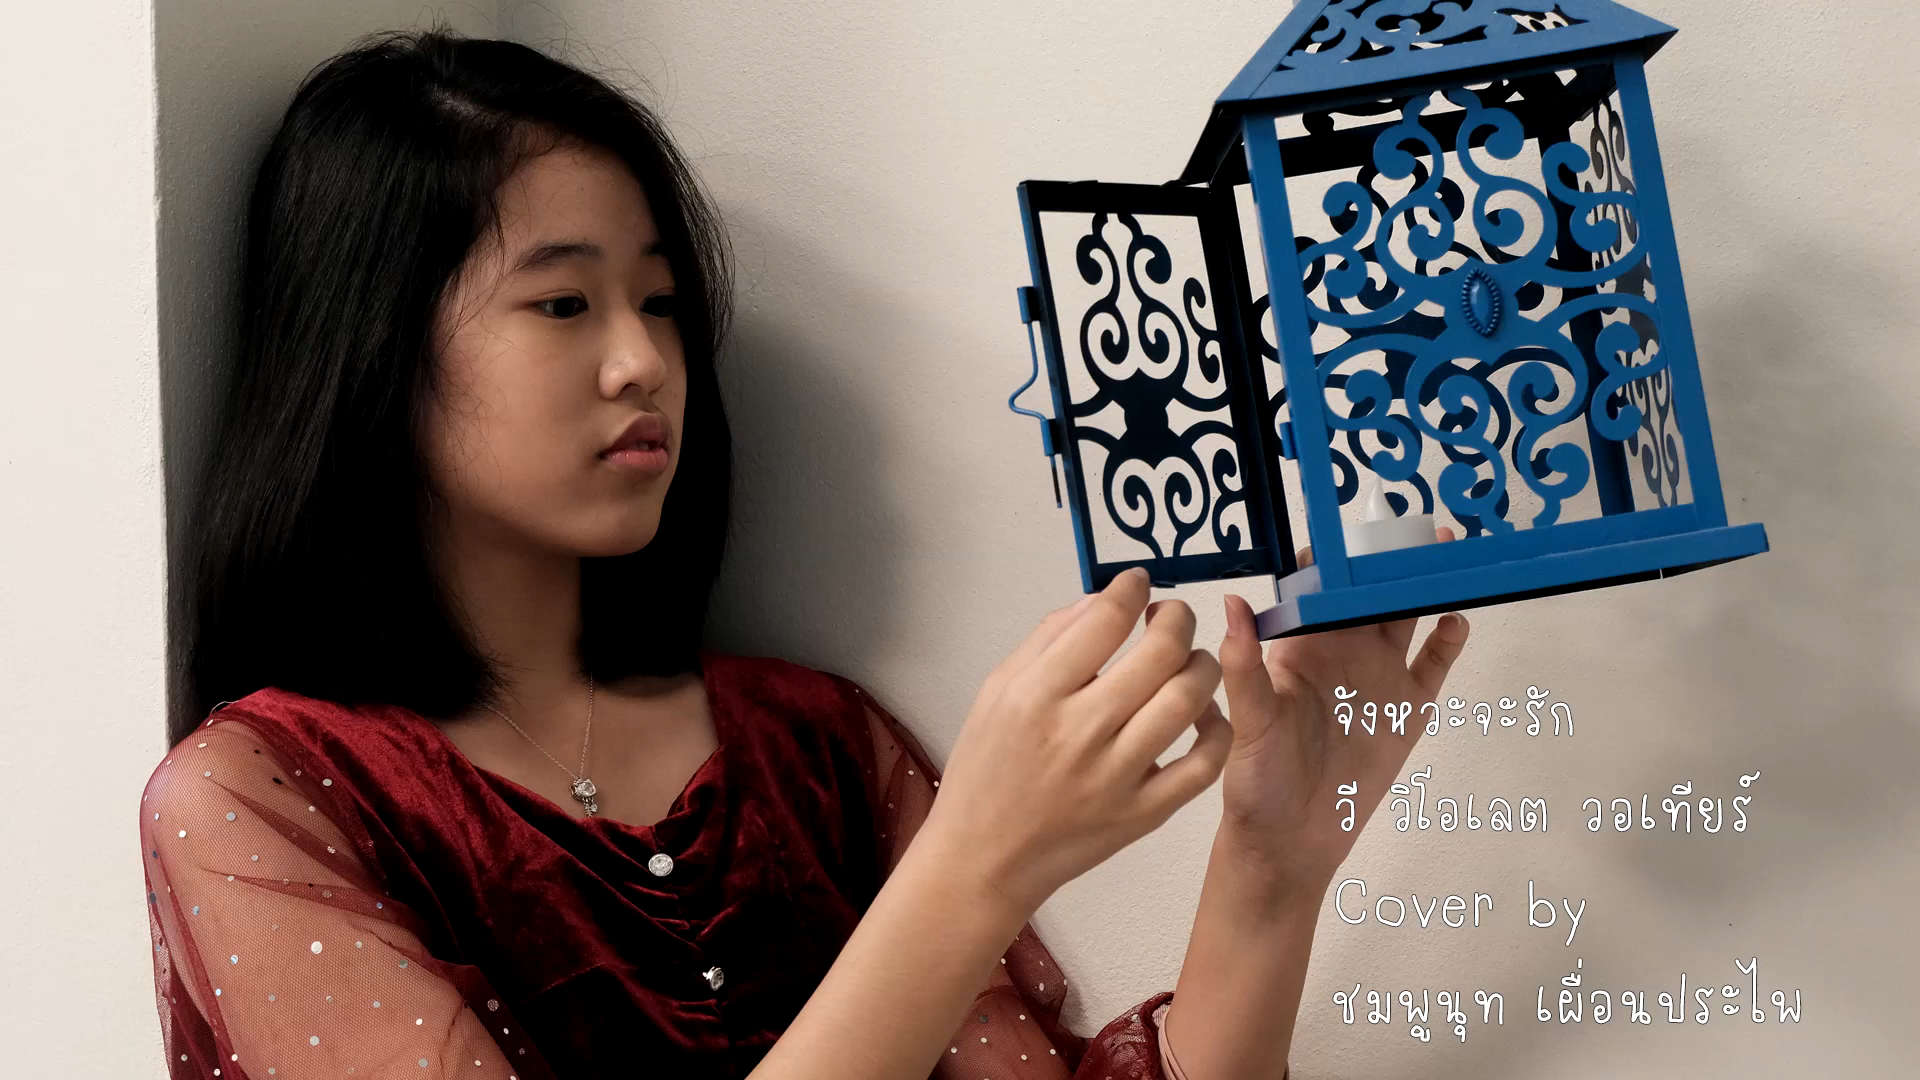 จังหวะจะรัก
วี วิโอเลต วอเทียร์
Cover by
ชมพูนุท เผื่อนประไพ